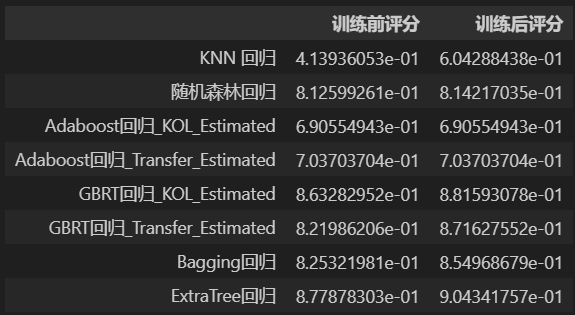 训练前评分 训练后评分
KNN 回归 4.13936053e-01 6.04288438e-01
随机森林回归 8.12599261e-01 8.14217035e-01
Adaboost回归_KOL_Estimated 6.90554943e-01 6.90554943e-01
Adaboost回归_Transfer_Estimated 7.03703704e-01 7.03703704e-01
GBRT回归_KOL_Estimated 8.63282952e-01 8.81593078e-01
GBRT回归_Transfer_Estimated 8.21986206e-01 8.71627552e-01
Bagging回归 8.25321981e-01 8.54968679e-01
ExtraTree回归 8.77878303e-01 9.04341757e-01